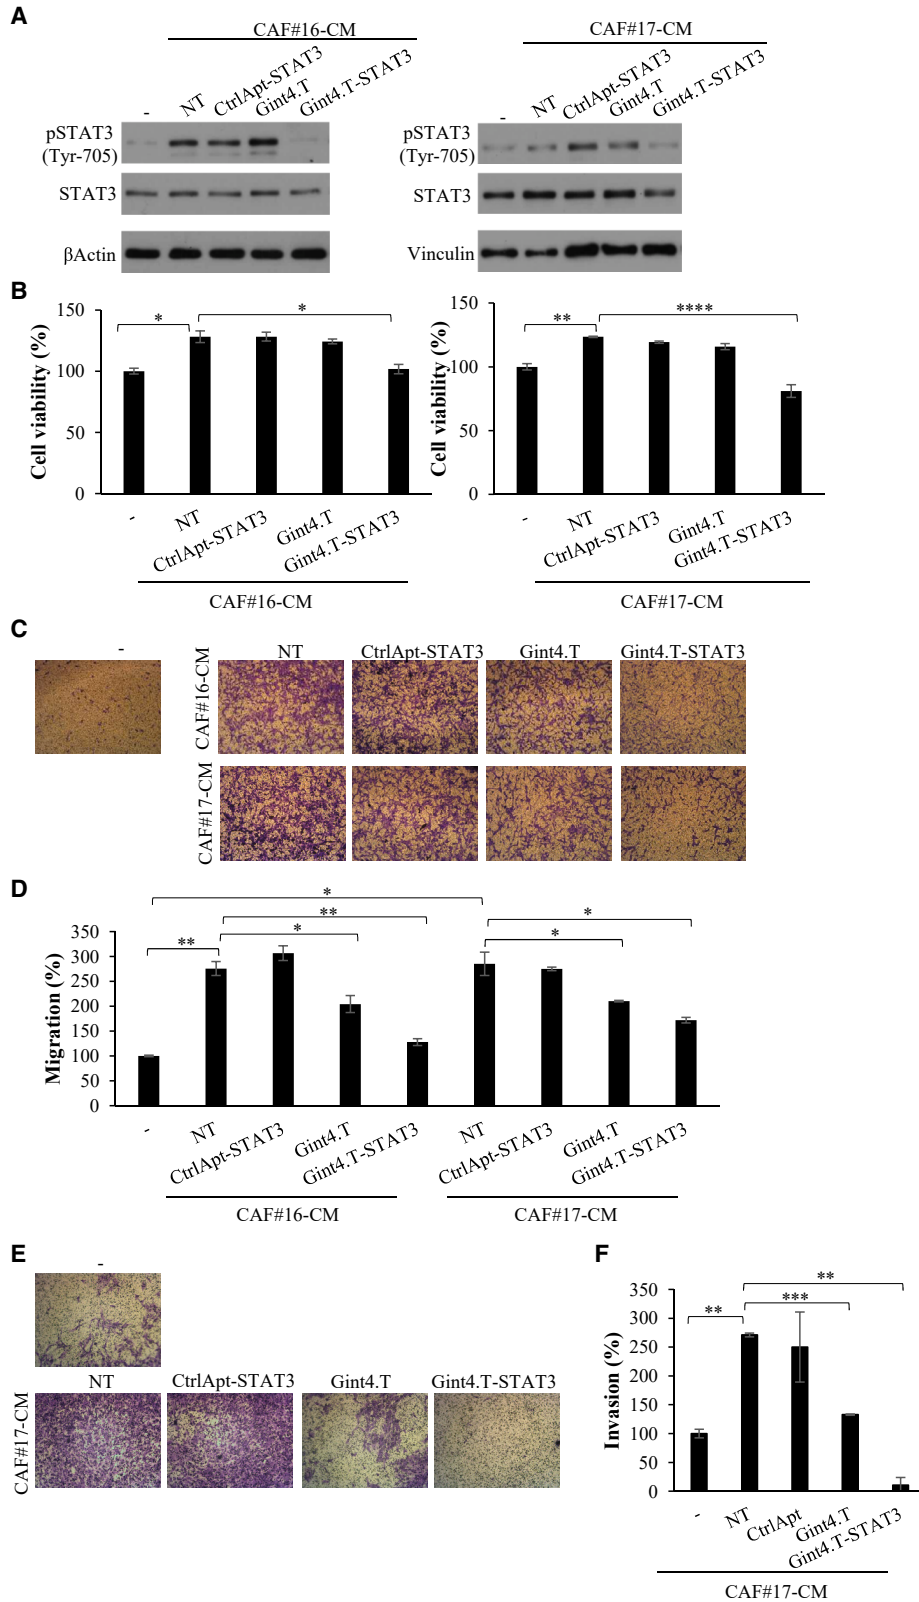 A
CAF#16-CM
CAF#17-CM
- NT CtrlApt-STAT3 Gint4.T Gint4.T-STAT3
- NT CtrlApt-STAT3 Gint4.T Gint4.T-STAT3
pSTAT3
(Tyr-705)
pSTAT3
(Tyr-705)
STAT3
STAT3
βActin
Vinculin
B
Cell viability (%)
150
100
50
0
* *
- NT CtrlApt-STAT3 Gint4.T Gint4.T-STAT3
CAF#16-CM
Cell viability (%)
150
100
50
0
** ****
- NT CtrlApt-STAT3 Gint4.T Gint4.T-STAT3
CAF#17-CM
C
-
NT CtrlApt-STAT3 Gint4.T Gint4.T-STAT3
CAF#16-CM
CAF#17-CM
D
Migration (%)
350
300
250
200
150
100
50
0
*
** *
** * *
- NT CtrlApt-STAT3 Gint4.T Gint4.T-STAT3 NT CtrlApt-STAT3 Gint4.T Gint4.T-STAT3
CAF#16-CM CAF#17-CM
E
-
NT CtrlApt-STAT3 Gint4.T Gint4.T-STAT3
CAF#17-CM
F
Invasion (%)
350
300
250
200
150
100
50
0
**
** ***
- NT CtrlApt Gint4.T Gint4.T-STAT3
CAF#17-CM